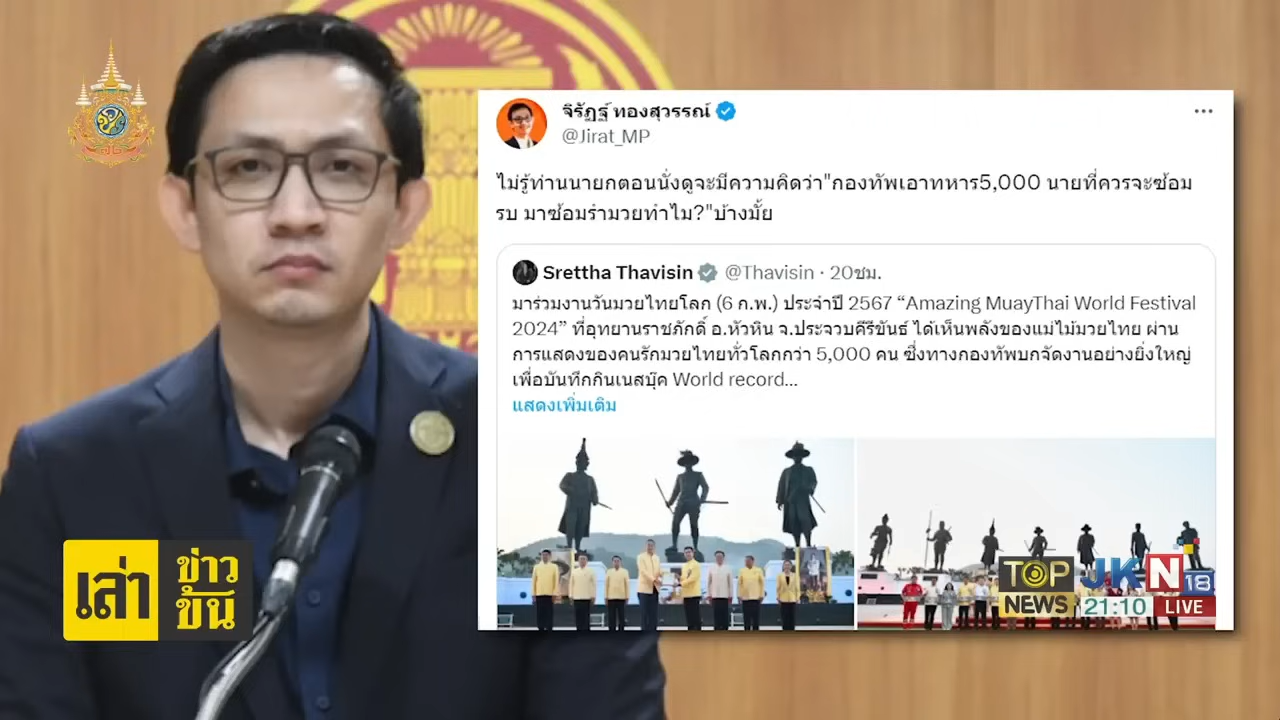 จิรัฏฐ์ ทองสุวรรณ์
@Jirat_MP
ไม่รู้ท่านนายกตอนนั่งดูจะมีความคิดว่า"กองทัพเอาทหาร5,000 นายที่ควรจะซ้อม
รบ มาซ้อมรำมวยทำไม?"บ้างมั้ย
Srettha Thavisin @Thavisin · 20ชม.
มาร่วมงานวันมวยไทยโลก (6 ก.พ.) ประจำปี 2567 “Amazing MuayThai World Festival
2024” ที่อุทยานราชภักดิ์ อ.หัวหิน จ.ประจวบคีรีขันธ์ ได้เห็นพลังของแม่ไม้มวยไทย ผ่าน
การแสดงของคนรักมวยไทยทั่วโลกกว่า 5,000 คน ซึ่งทางกองทัพบกจัดงานอย่างยิ่งใหญ่
เพื่อบันทึกกินเนสบุ๊ค World record...
แสดงเพิ่มเติม
เล่า
ข่าว
ข้น
TOP
NEWS
JKN
18
21:10
LIVE